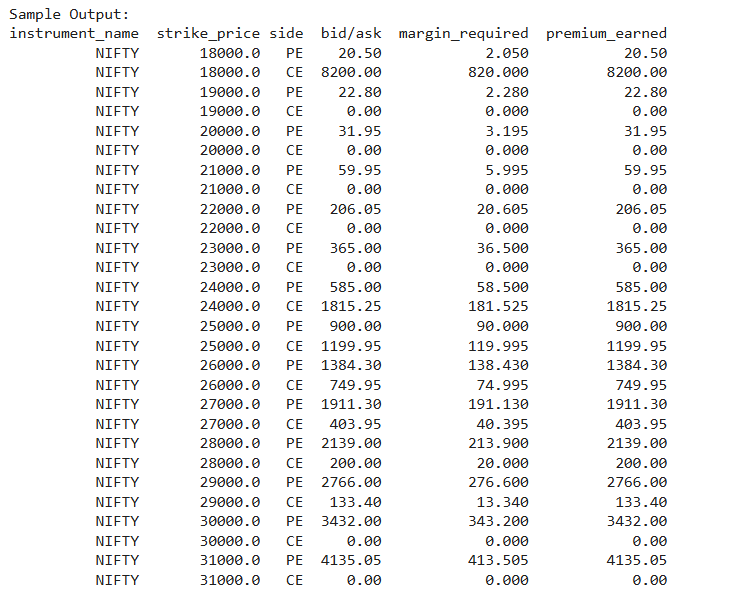 Sample Output:
instrument_name strike_price side bid/ask margin_required premium_earned
NIFTY 18000.0 PE 20.50 2.050 20.50
NIFTY 18000.0 CE 8200.00 820.000 8200.00
NIFTY 19000.0 PE 22.80 2.280 22.80
NIFTY 19000.0 CE 0.00 0.000 0.00
NIFTY 20000.0 PE 31.95 3.195 31.95
NIFTY 20000.0 CE 0.00 0.000 0.00
NIFTY 21000.0 PE 59.95 5.995 59.95
NIFTY 21000.0 CE 0.00 0.000 0.00
NIFTY 22000.0 PE 206.05 20.605 206.05
NIFTY 22000.0 CE 0.00 0.000 0.00
NIFTY 23000.0 PE 365.00 36.500 365.00
NIFTY 23000.0 CE 0.00 0.000 0.00
NIFTY 24000.0 PE 585.00 58.500 585.00
NIFTY 24000.0 CE 1815.25 181.525 1815.25
NIFTY 25000.0 PE 900.00 90.000 900.00
NIFTY 25000.0 CE 1199.95 119.995 1199.95
NIFTY 26000.0 PE 1384.30 138.430 1384.30
NIFTY 26000.0 CE 749.95 74.995 749.95
NIFTY 27000.0 PE 1911.30 191.130 1911.30
NIFTY 27000.0 CE 403.95 40.395 403.95
NIFTY 28000.0 PE 2139.00 213.900 2139.00
NIFTY 28000.0 CE 200.00 20.000 200.00
NIFTY 29000.0 PE 2766.00 276.600 2766.00
NIFTY 29000.0 CE 133.40 13.340 133.40
NIFTY 30000.0 PE 3432.00 343.200 3432.00
NIFTY 30000.0 CE 0.00 0.000 0.00
NIFTY 31000.0 PE 4135.05 413.505 4135.05
NIFTY 31000.0 CE 0.00 0.000 0.00